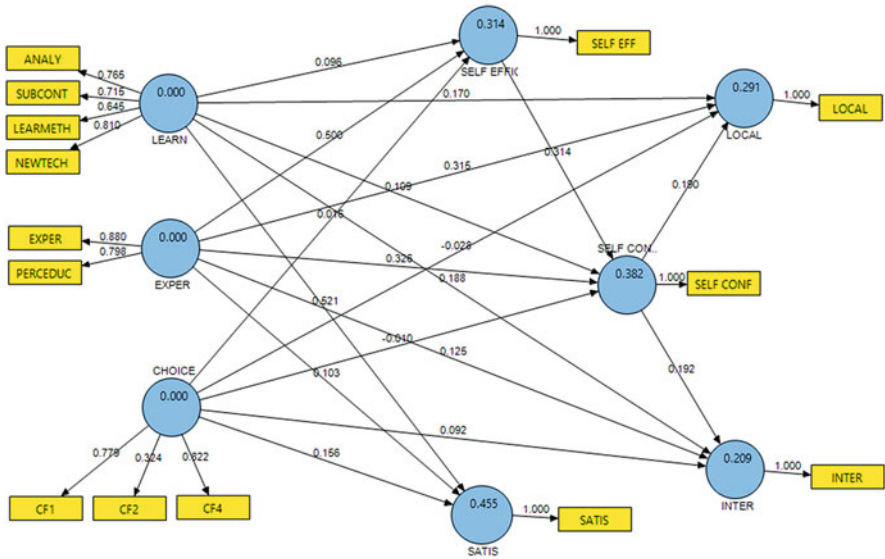 0.314
1.000
SELF EFF
SELF EFFIC
ANALY
0.765
SUBCONT
0.715
LEARMETH
0.645
NEWTECH
0.810
0.000
LEARN
0.096
0.170
0.291
1.000
LOCAL
LOCAL
0.500
0.314
0.315
0.109
0.016
0.190
EXPER
0.880
PERCEDUC
0.798
0.000
EXPER
-0.028
0.326
0.188
SELF CON..
0.382
1.000
SELF CONF
0.521
-0.010
0.125
0.103
0.192
CHOICE
0.000
0.092
0.156
0.779
0.324
0.822
CF1
CF2
CF4
0.455
1.000
SATIS
SATIS
0.209
1.000
INTER
INTER